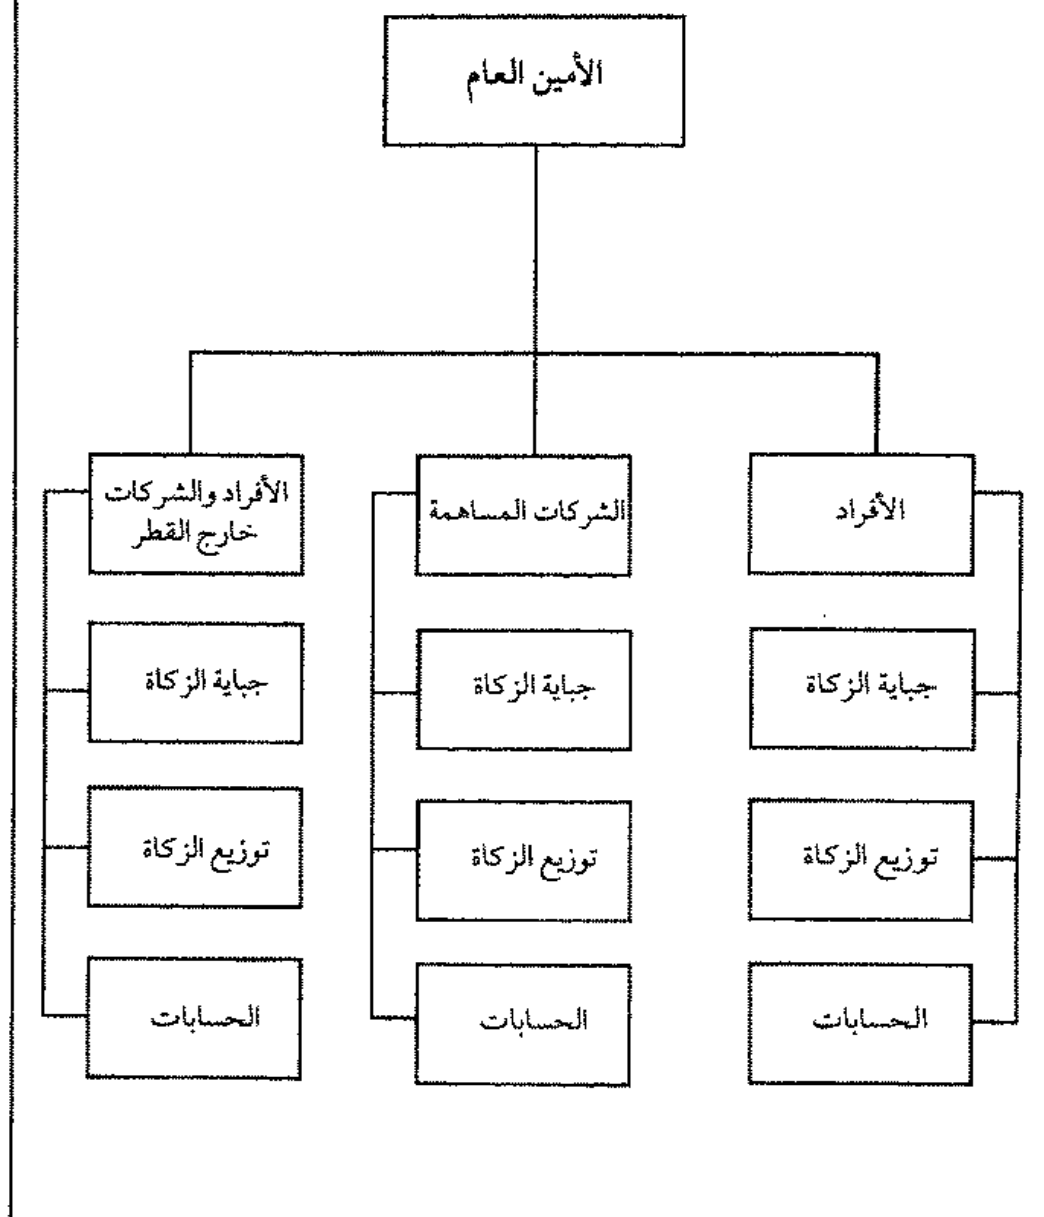 الأمين العام
الأفراد
جباية الزكاة
توزيع الزكاة
الحسابات
الشركات المساهمة
جباية الزكاة
توزيع الزكاة
الحسابات
الأفراد والشركات
خارج القطر
جباية الزكاة
توزيع الزكاة
الحسابات